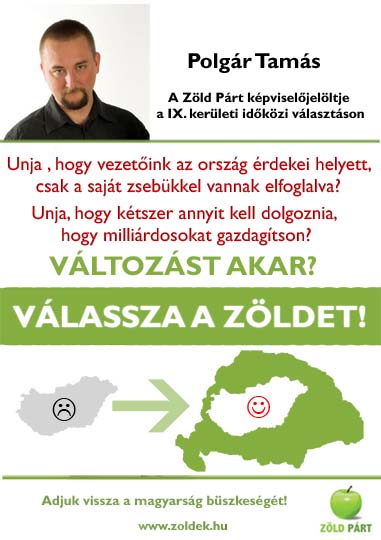 Polgár Tamás
A Zöld Párt képviselőjelöltje
a IX. kerületi időközi választáson
Unja , hogy vezetőink az ország érdekei helyett,
csak a saját zsebükkel vannak elfoglalva?
Unja, hogy kétszer annyit kell dolgoznia,
hogy milliárdosokat gazdagítson?
VÁLTOZÁST AKAR?
VÁLASSZA A ZÖLDET!
Adjuk vissza a magyarság büszkeségét!
www.zoldek.hu
ZÖLD PÁRT